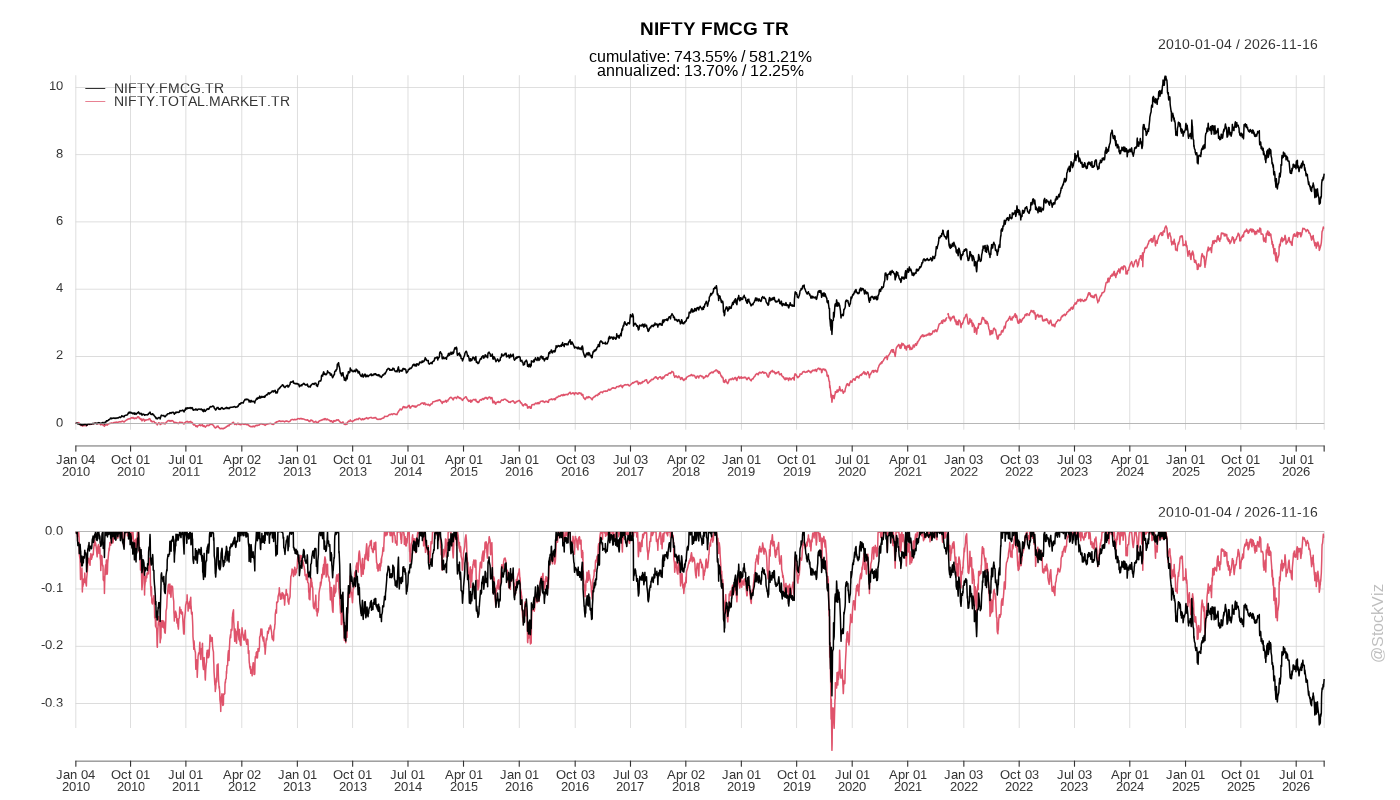 NIFTY FMCG TR
2010-01-04 / 2026-11-16
cumulative: 743.55% / 581.21%
annualized: 13.70% / 12.25%
NIFTY.FMCG.TR
NIFTY.TOTAL.MARKET.TR
10
8
6
4
2
0
Jan 04 2010
Oct 01 2010
Jul 01 2011
Apr 02 2012
Jan 01 2013
Oct 01 2013
Jul 01 2014
Apr 01 2015
Jan 01 2016
Oct 03 2016
Jul 03 2017
Apr 02 2018
Jan 01 2019
Oct 01 2019
Jul 01 2020
Apr 01 2021
Jan 03 2022
Oct 03 2022
Jul 03 2023
Apr 01 2024
Jan 01 2025
Oct 01 2025
Jul 01 2026
2010-01-04 / 2026-11-16
0.0
-0.1
-0.2
-0.3
Jan 04 2010
Oct 01 2010
Jul 01 2011
Apr 02 2012
Jan 01 2013
Oct 01 2013
Jul 01 2014
Apr 01 2015
Jan 01 2016
Oct 03 2016
Jul 03 2017
Apr 02 2018
Jan 01 2019
Oct 01 2019
Jul 01 2020
Apr 01 2021
Jan 03 2022
Oct 03 2022
Jul 03 2023
Apr 01 2024
Jan 01 2025
Oct 01 2025
Jul 01 2026
@StockViz